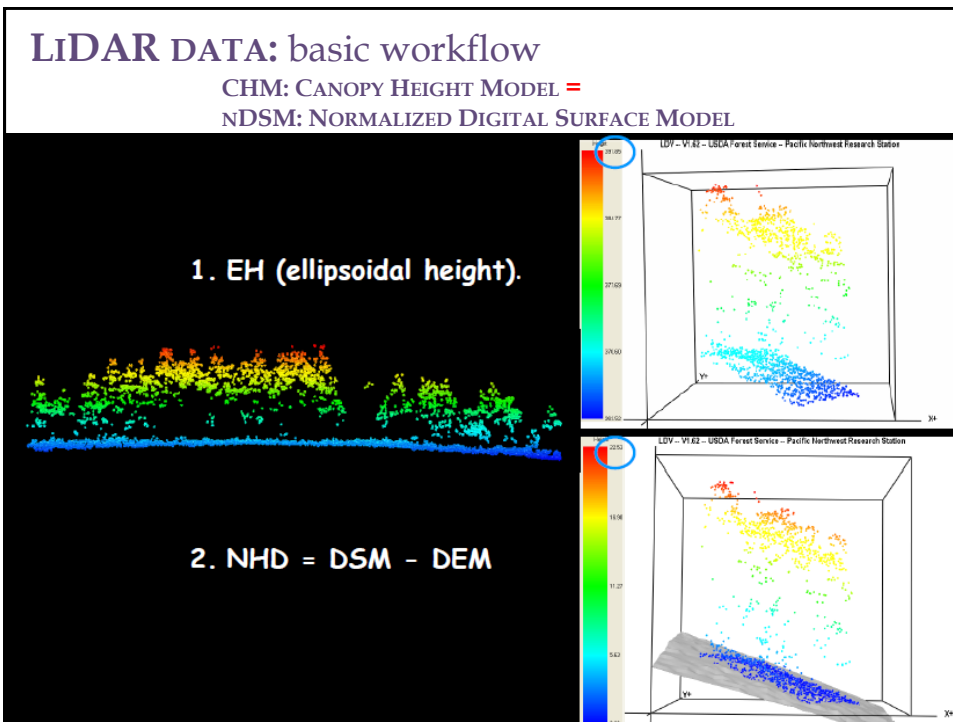 LiDAR DATA: basic workflow
CHM: CANOPY HEIGHT MODEL =
nDSM: NORMALIZED DIGITAL SURFACE MODEL
1. EH (ellipsoidal height).
2. NHD = DSM - DEM
LDV -- V1.62 -- USDA Forest Service -- Pacific Northwest Research Station
Y+
X+
LDV -- V1.62 -- USDA Forest Service -- Pacific Northwest Research Station
22.53
11.27
5.63
Y+
X+